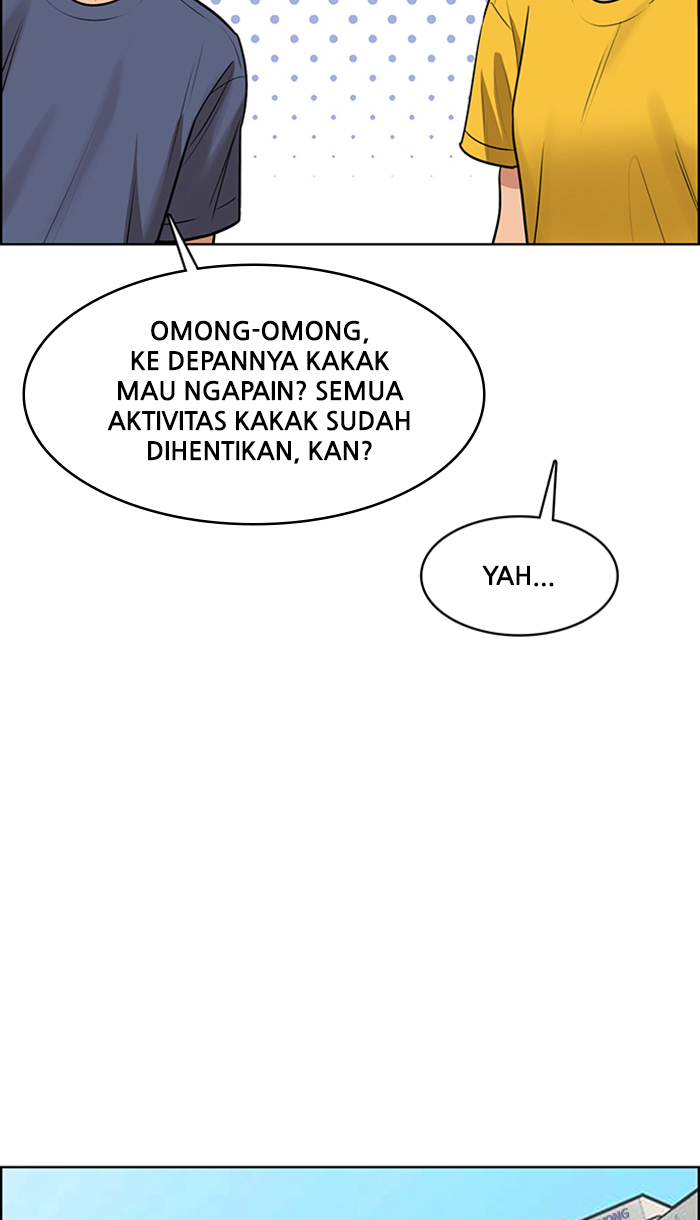 OMONG-OMONG,
KE DEPANNYA KAKAK
MAU NGAPAIN? SEMUA
AKTIVITAS KAKAK SUDAH
DIHENTIKAN, KAN?
YAH...